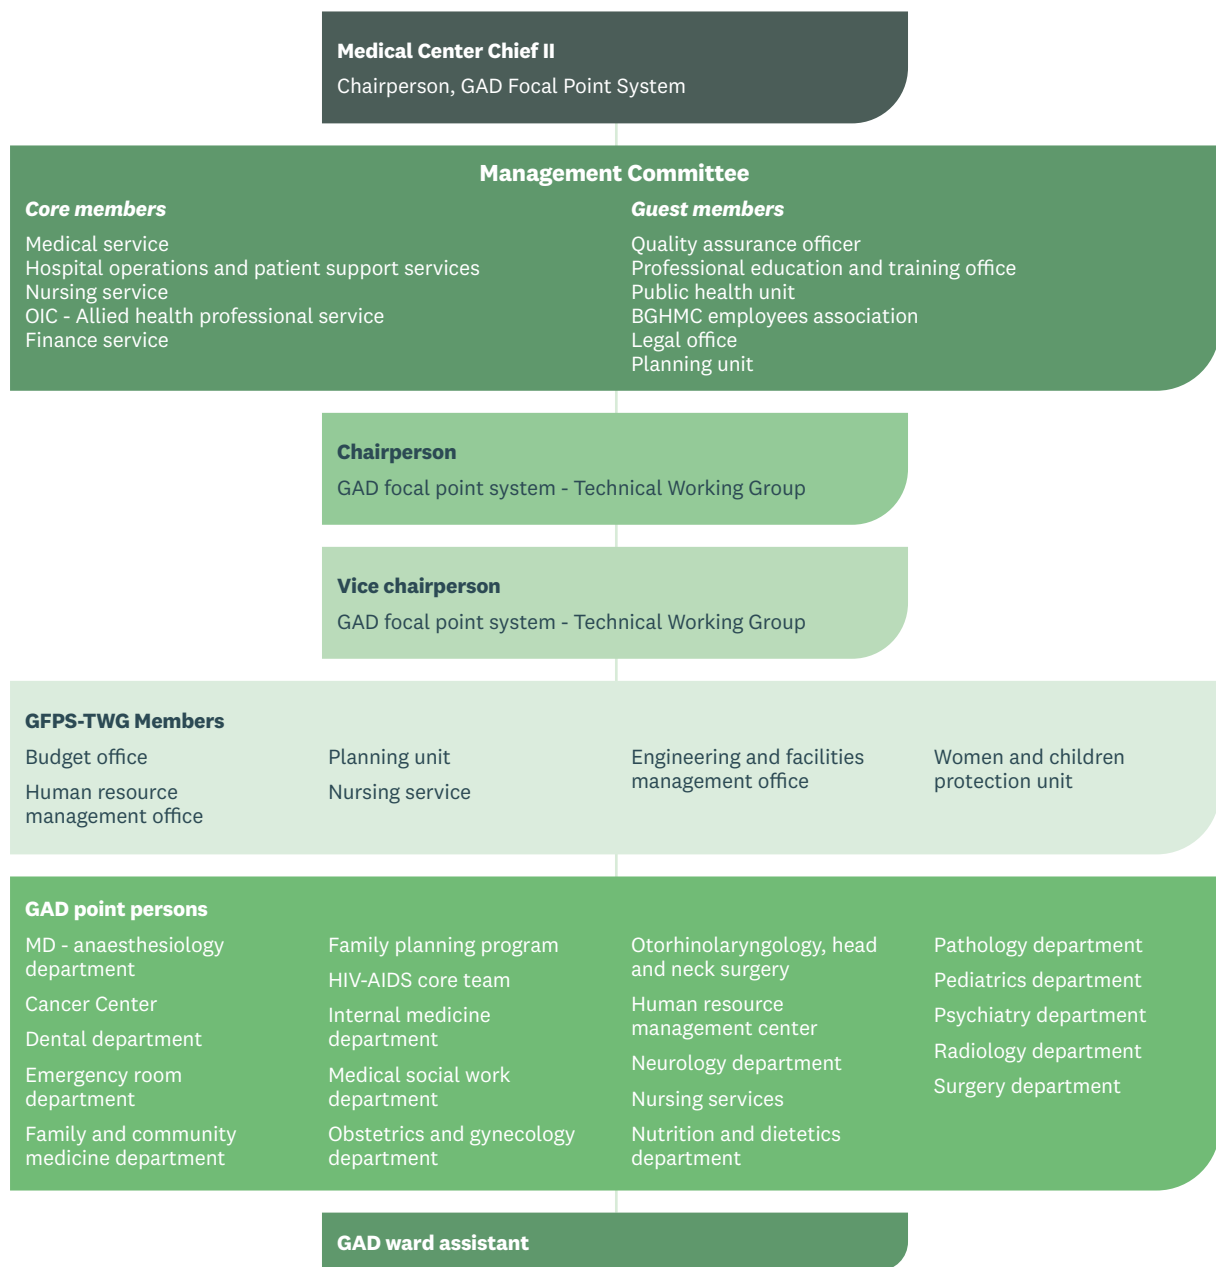 Medical Center Chief II
Chairperson, GAD Focal Point System
Management Committee
Core members
Medical service
Hospital operations and patient support services
Nursing service
OIC - Allied health professional service
Finance service
Guest members
Quality assurance officer
Professional education and training office
Public health unit
BGHMC employees association
Legal office
Planning unit
Chairperson
GAD focal point system - Technical Working Group
Vice chairperson
GAD focal point system - Technical Working Group
GFPS-TWG Members
Budget office
Human resource
management office
Planning unit
Nursing service
Engineering and facilities
management office
Women and children
protection unit
GAD point persons
MD - anaesthesiology
department
Cancer Center
Dental department
Emergency room
department
Family and community
medicine department
Family planning program
HIV-AIDS core team
Internal medicine
department
Medical social work
department
Obstetrics and gynecology
department
Otorhinolaryngology, head
and neck surgery
Human resource
management center
Neurology department
Nursing services
Nutrition and dietetics
department
Pathology department
Pediatrics department
Psychiatry department
Radiology department
Surgery department
GAD ward assistant